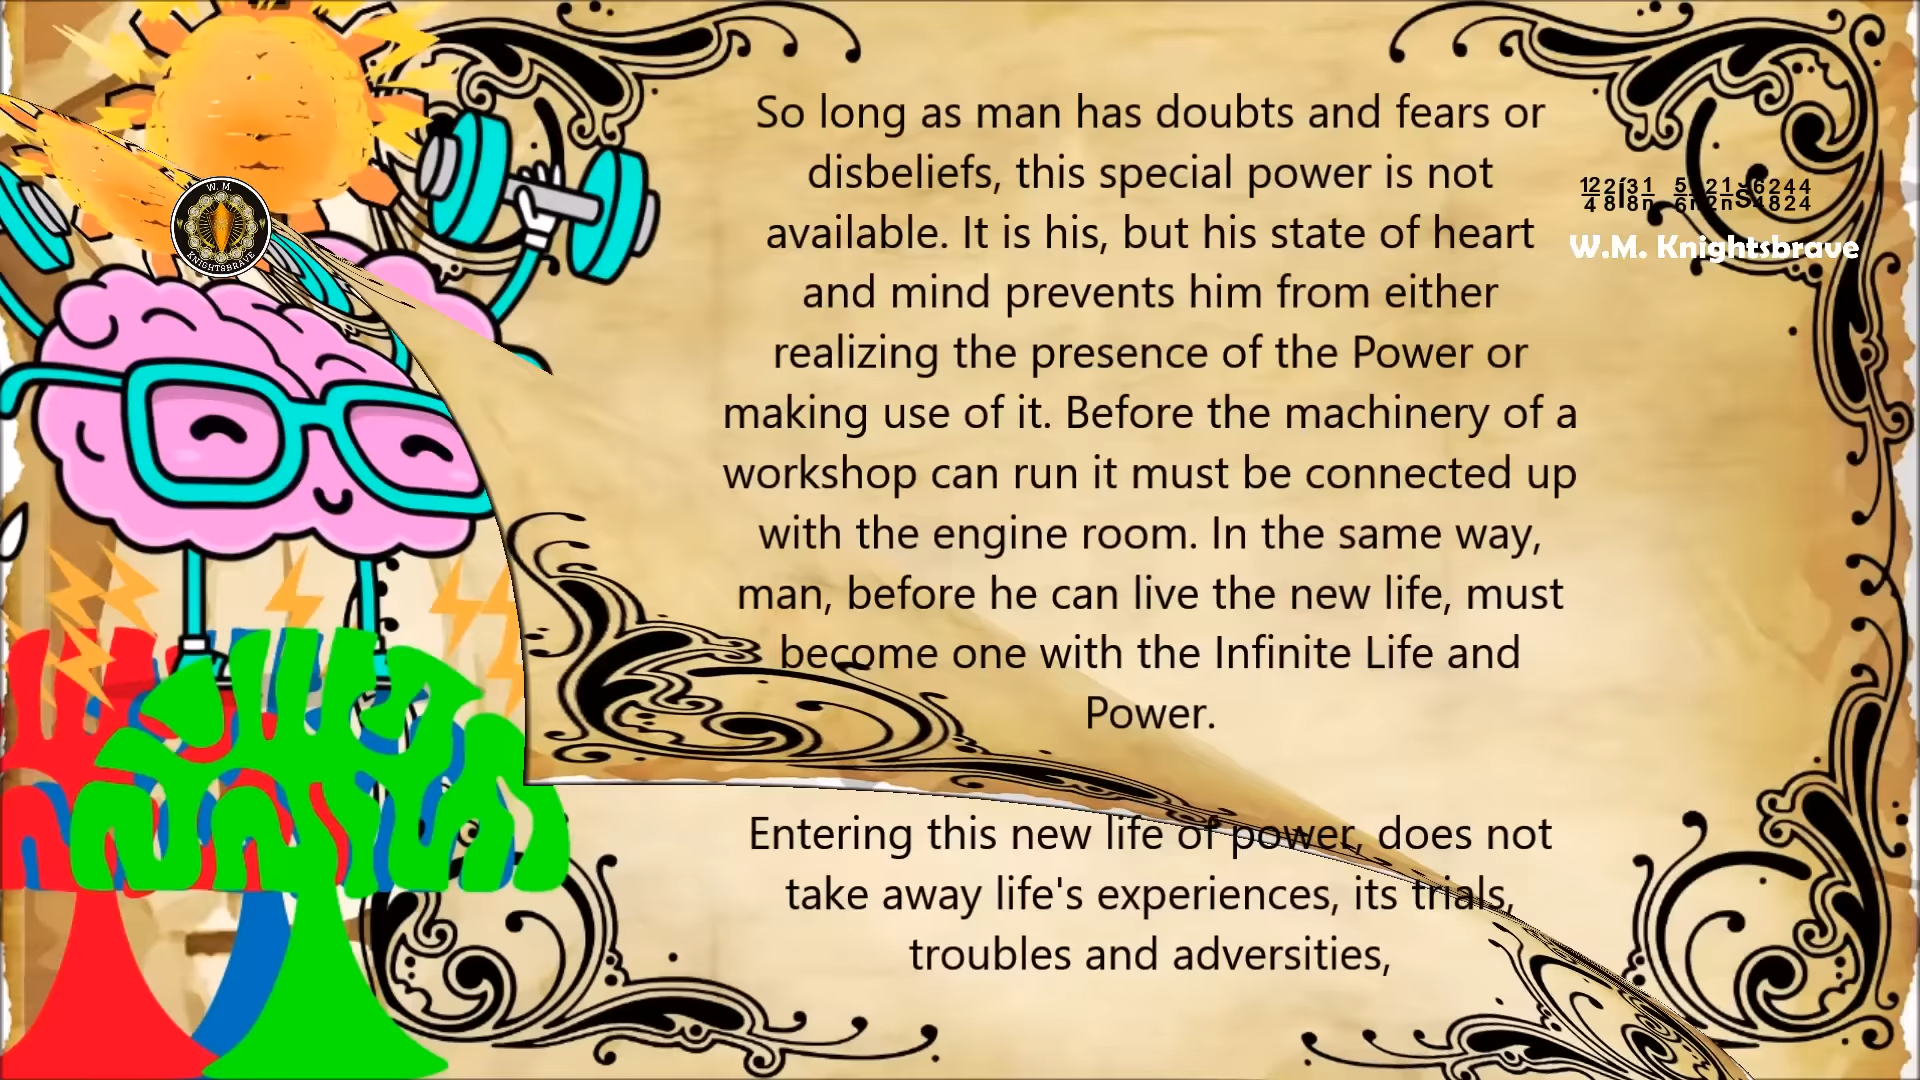 So long as man has doubts and fears or
disbeliefs, this special power is not
available. It is his, but his state of heart
and mind prevents him from either
realizing the presence of the Power or
making use of it. Before the machinery of a
workshop can run it must be connected up
with the engine room. In the same way,
man, before he can live the new life, must
become one with the Infinite Life and
Power.
Entering this new life of power, does not
take away life's experiences, its trials,
troubles and adversities,
W.M. Knightsbrave
W. M.
KNIGHTSBRAVE